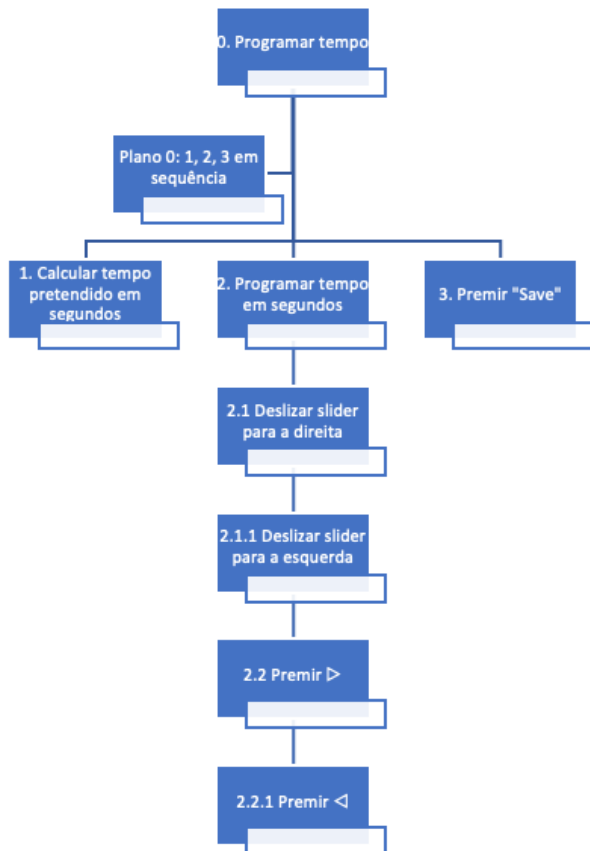 0. Programar tempo
Plano 0: 1, 2, 3 em
sequência
1. Calcular tempo
pretendido em
segundos
2. Programar tempo
em segundos
3. Premir "Save"
2.1 Deslizar slider
para a direita
2.1.1 Deslizar slider
para a esquerda
2.2 Premir ▷
2.2.1 Premir ◁